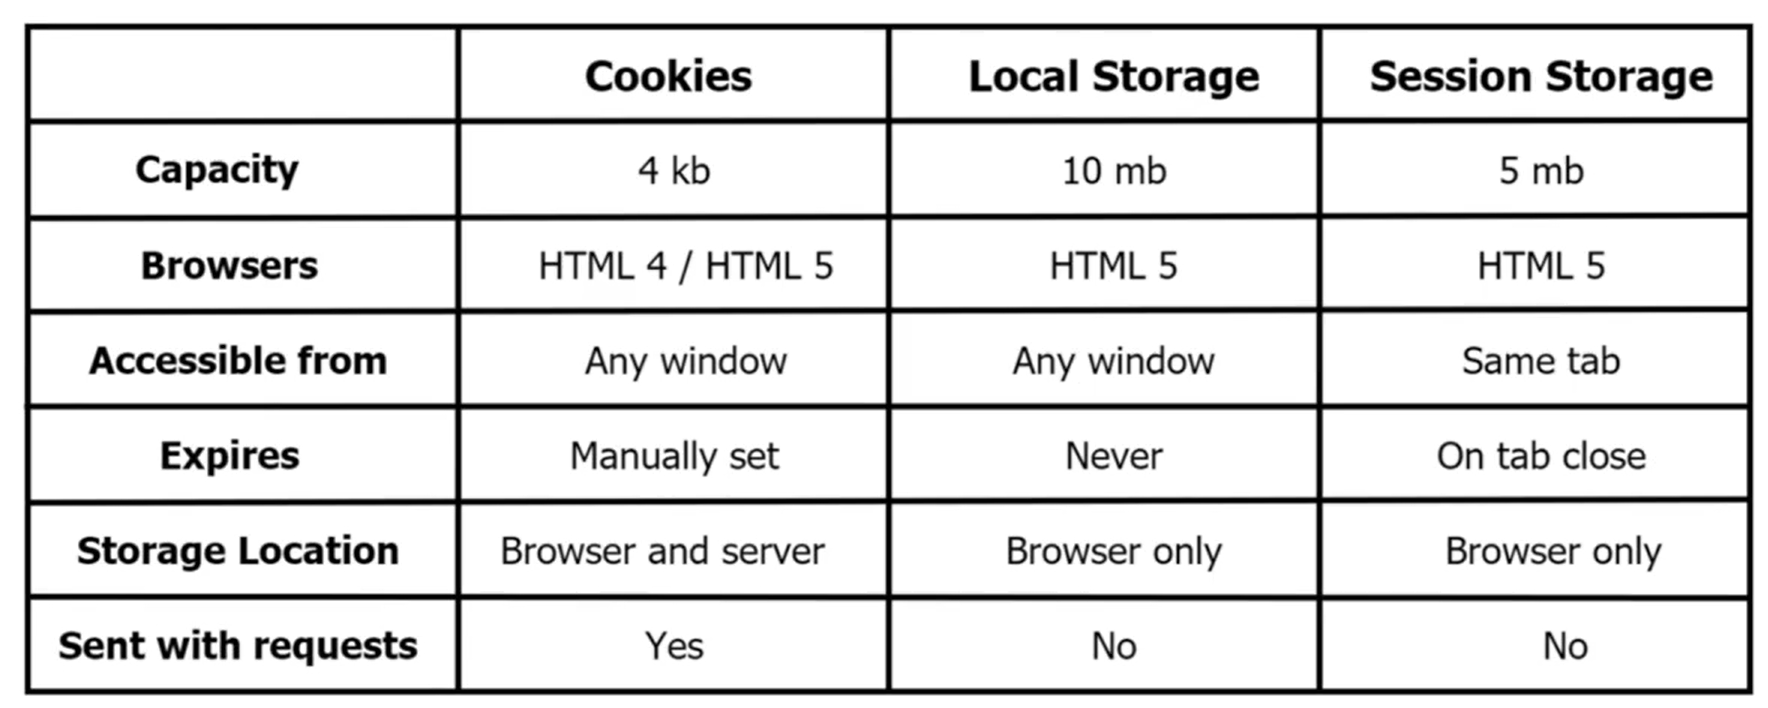 Cookies Local Storage Session Storage
Capacity 4 kb 10 mb 5 mb
Browsers HTML 4 / HTML 5 HTML 5 HTML 5
Accessible from Any window Any window Same tab
Expires Manually set Never On tab close
Storage Location Browser and server Browser only Browser only
Sent with requests Yes No No